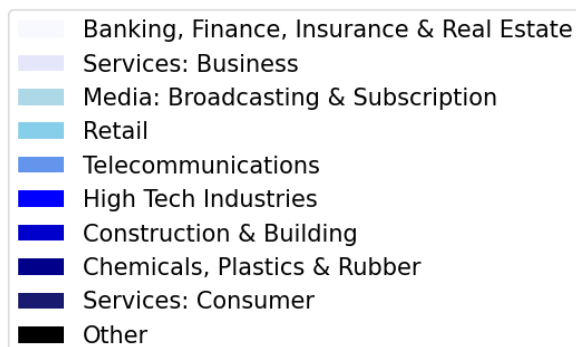 Banking, Finance, Insurance & Real Estate
Services: Business
Media: Broadcasting & Subscription
Retail
Telecommunications
High Tech Industries
Construction & Building
Chemicals, Plastics & Rubber
Services: Consumer
Other